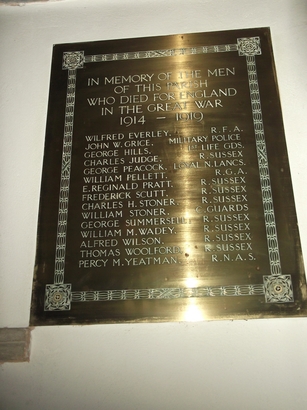 IN MEMORY OF THE MEN
OF THIS PARISH
WHO DIED FOR ENGLAND
IN THE GREAT WAR
1914 – 1919
WILFRED EVERLEY, R.F.A.
JOHN W. GRICE, MILITARY POLICE
GEORGE HILLS, 1ST LIFE GDS.
CHARLES JUDGE, R. SUSSEX
GEORGE PEACOCK, LOYAL N. LANCS.
WILLIAM PELLETT, R.G.A.
E. REGINALD PRATT, R. SUSSEX
FREDERICK SCUTT, R. SUSSEX
CHARLES H. STONER, R. SUSSEX
WILLIAM STONER, C. GUARDS
GEORGE SUMMERSELL, R. SUSSEX
WILLIAM M. WADEY, R. SUSSEX
ALFRED WILSON, R. SUSSEX
THOMAS WOOLFORD, R. SUSSEX
PERCY M. YEATMAN, R.N.A.S.